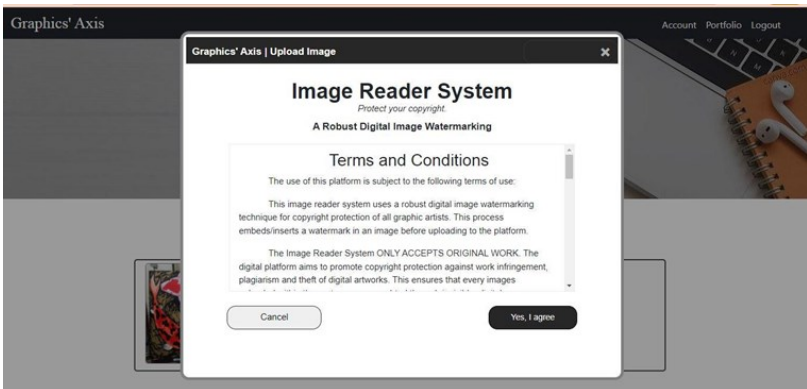 Graphics' Axis
Account Portfolio Logout
Graphics' Axis | Upload Image
Image Reader System
Protect your copyright.
A Robust Digital Image Watermarking
Terms and Conditions
The use of this platform is subject to the following terms of use:
This image reader system uses a robust digital image watermarking
technique for copyright protection of all graphic artists. This process
embeds/inserts a watermark in an image before uploading to the platform.
The Image Reader System ONLY ACCEPTS ORIGINAL WORK. The
digital platform aims to promote copyright protection against work infringement,
plagiarism and theft of digital artworks. This ensures that every images
Cancel
Yes, I agree